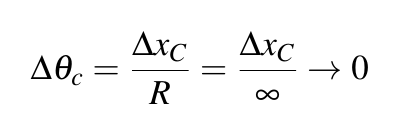 Δθ_c = Δx_C / R = Δx_C / ∞ → 0